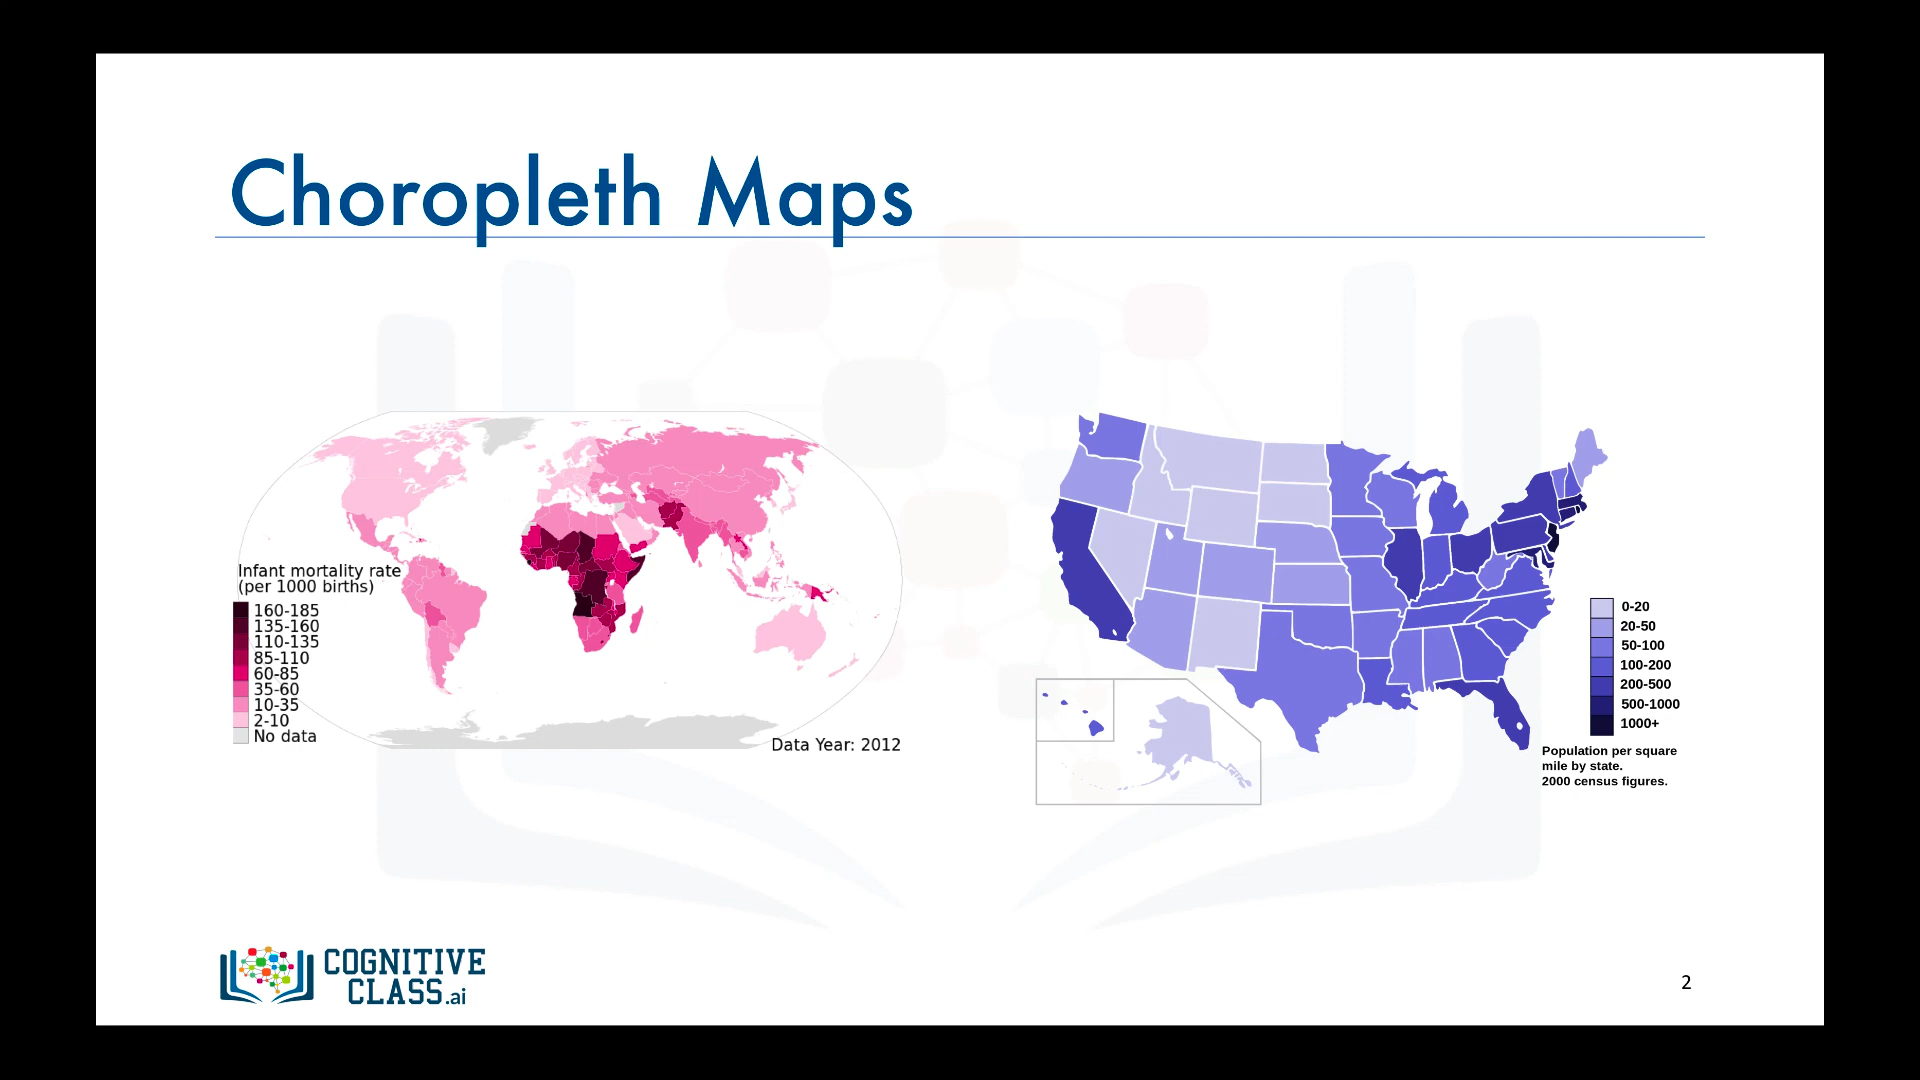 Choropleth Maps
Infant mortality rate
(per 1000 births)
160-185
135-160
110-135
85-110
60-85
35-60
10-35
2-10
No data
Data Year: 2012
0-20
20-50
50-100
100-200
200-500
500-1000
1000+
Population per square
mile by state.
2000 census figures.
COGNITIVE
CLASS.ai
2